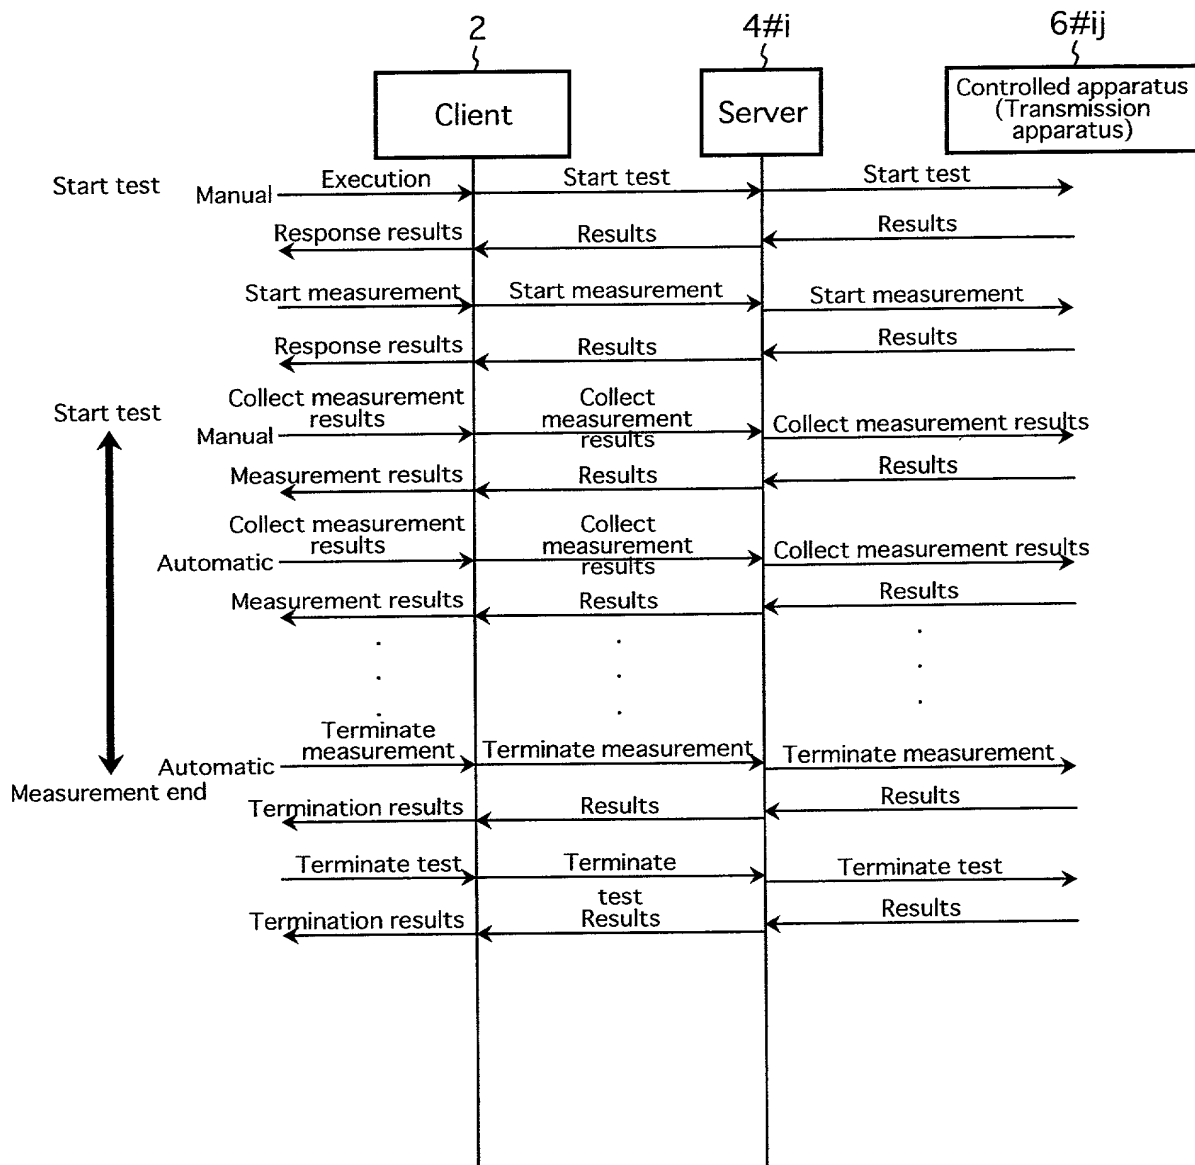 2
4#i
6#ij
Client
Server
Controlled apparatus
(Transmission
apparatus)
Start test
Manual
Execution
Start test
Start test
Response results
Results
Results
Start measurement
Start measurement
Start measurement
Response results
Results
Results
Start test
Manual
Collect measurement
results
Collect
measurement
results
Collect measurement results
Measurement results
Results
Results
Automatic
Collect measurement
results
Collect
measurement
results
Collect measurement results
Measurement results
Results
Results
Automatic
Terminate
measurement
Terminate measurement
Terminate measurement
Measurement end
Termination results
Results
Results
Terminate test
Terminate
test
Terminate test
Termination results
Results
Results